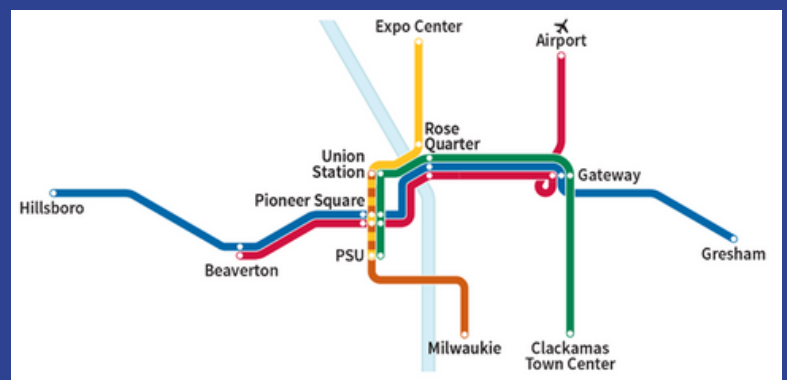 Expo Center
Airport
Rose
Quarter
Union
Station
Gateway
Pioneer Square
Hillsboro
PSU
Gresham
Beaverton
Milwaukie
Clackamas
Town Center